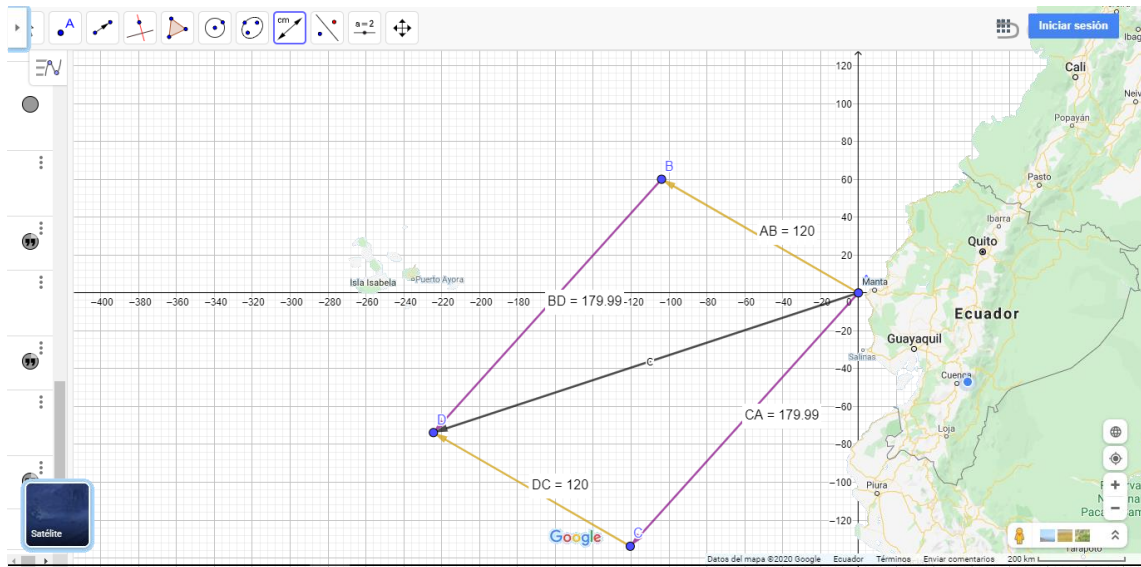 A
cm
a=2
Iniciar sesión
Ibag
Cali
Neiv
Popayán
Pasto
Ibarra
Quito
Manta
Ecuador
Guayaquil
Salinas
Cuenca
Loja
Piura
120
100
80
60
40
20
0
−20
−40
−60
−80
−100
−120
−400 −380 −360 −340 −320 −300 −280 −260 −240 −220 −200 −180 −120 −100 −80 −60 −40 −20
B
AB = 120
Isla Isabela
Puerto Ayora
BD = 179.99
c
D
CA = 179.99
DC = 120
C
Google
Satélite
Datos del mapa ©2020 Google Ecuador Términos Enviar comentarios 200 km
Tarapoto